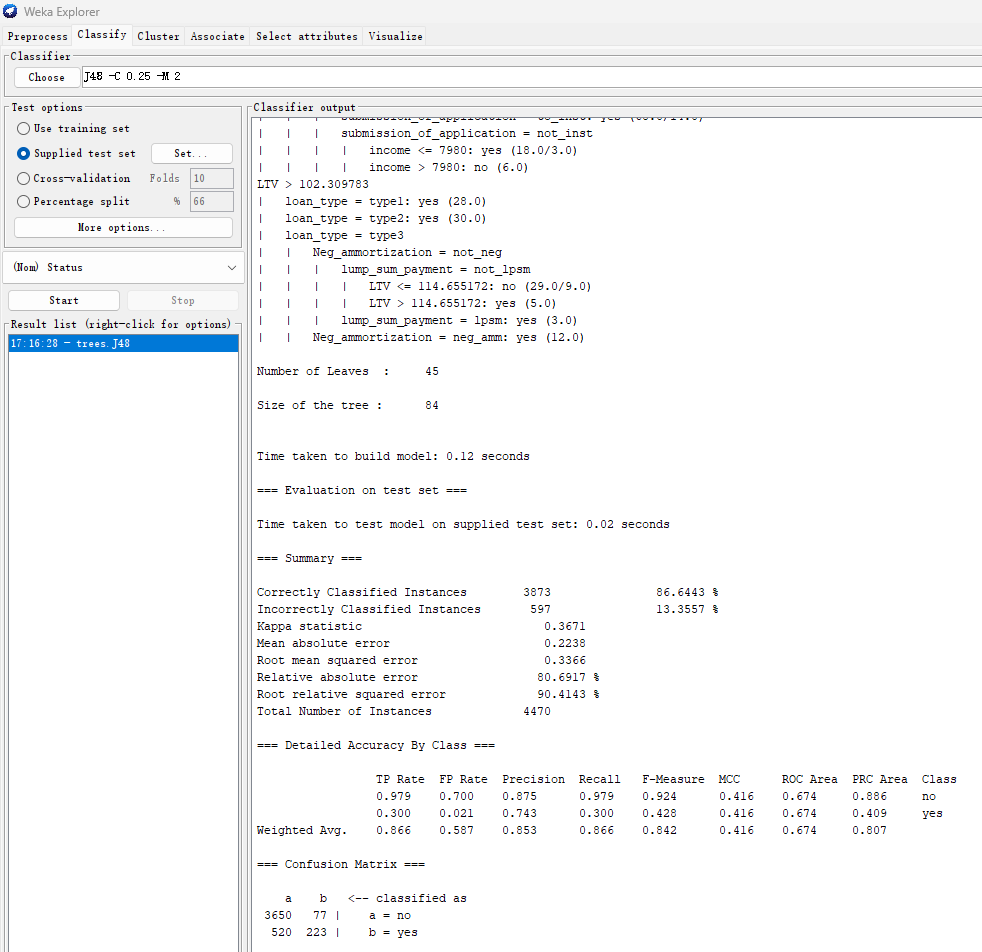 Weka Explorer
Preprocess Classify Cluster Associate Select attributes Visualize
Classifier
Choose J48 -C 0.25 -M 2
Test options
Use training set
Supplied test set Set...
Cross-validation Folds 10
Percentage split % 66
More options...
(Nom) Status
Start Stop
Result list (right-click for options)
17:16:28 - trees.J48
Classifier output
| | | submission_of_application = not_inst
| | | | income <= 7980: yes (18.0/3.0)
| | | | income > 7980: no (6.0)
LTV > 102.309783
| loan_type = type1: yes (28.0)
| loan_type = type2: yes (30.0)
| loan_type = type3
| | Neg_ammortization = not_neg
| | | lump_sum_payment = not_lpsm
| | | | LTV <= 114.655172: no (29.0/9.0)
| | | | LTV > 114.655172: yes (5.0)
| | | lump_sum_payment = lpsm: yes (3.0)
| | Neg_ammortization = neg_amm: yes (12.0)
Number of Leaves : 45
Size of the tree : 84
Time taken to build model: 0.12 seconds
=== Evaluation on test set ===
Time taken to test model on supplied test set: 0.02 seconds
=== Summary ===
Correctly Classified Instances 3873 86.6443 %
Incorrectly Classified Instances 597 13.3557 %
Kappa statistic 0.3671
Mean absolute error 0.2238
Root mean squared error 0.3366
Relative absolute error 80.6917 %
Root relative squared error 90.4143 %
Total Number of Instances 4470
=== Detailed Accuracy By Class ===
TP Rate FP Rate Precision Recall F-Measure MCC ROC Area PRC Area Class
0.979 0.700 0.875 0.979 0.924 0.416 0.674 0.886 no
0.300 0.021 0.743 0.300 0.428 0.416 0.674 0.409 yes
Weighted Avg. 0.866 0.587 0.853 0.866 0.842 0.416 0.674 0.807
=== Confusion Matrix ===
a b <-- classified as
3650 77 | a = no
520 223 | b = yes